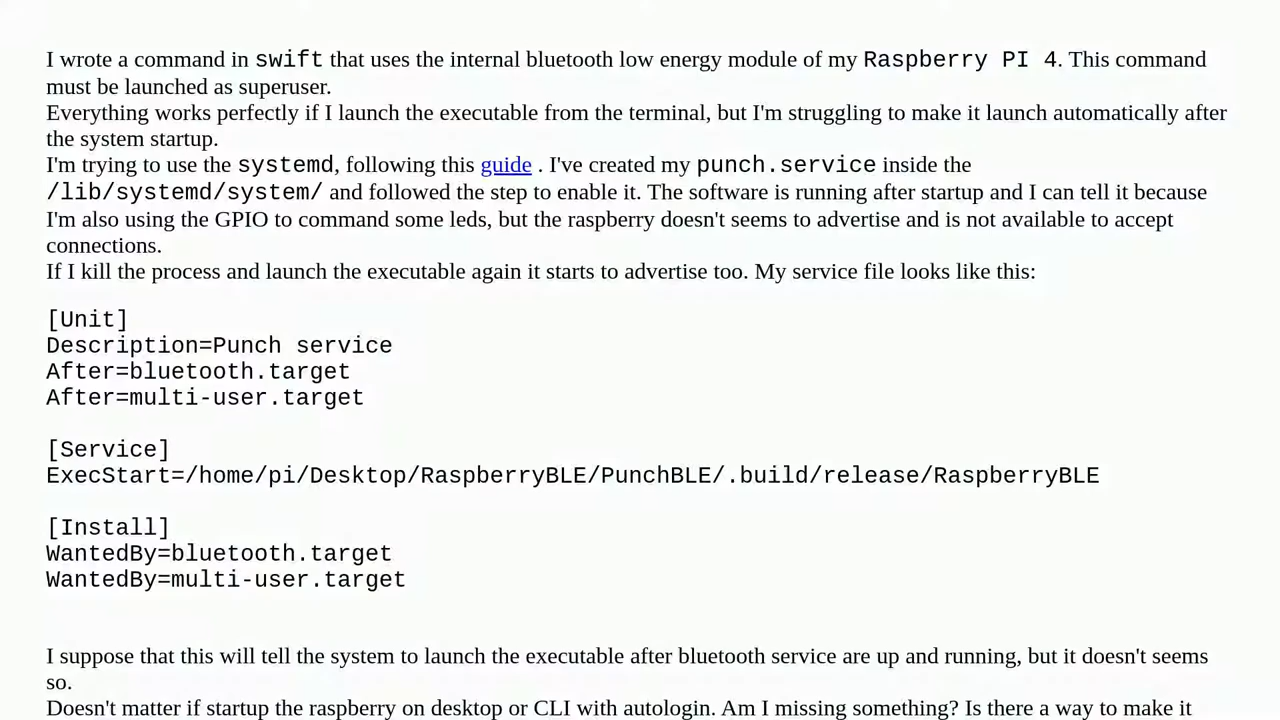 I wrote a command in swift that uses the internal bluetooth low energy module of my Raspberry PI 4. This command
must be launched as superuser.
Everything works perfectly if I launch the executable from the terminal, but I'm struggling to make it launch automatically after
the system startup.
I'm trying to use the systemd, following this guide . I've created my punch.service inside the
/lib/systemd/system/ and followed the step to enable it. The software is running after startup and I can tell it because
I'm also using the GPIO to command some leds, but the raspberry doesn't seems to advertise and is not available to accept
connections.
If I kill the process and launch the executable again it starts to advertise too. My service file looks like this:
[Unit]
Description=Punch service
After=bluetooth.target
After=multi-user.target
[Service]
ExecStart=/home/pi/Desktop/RaspberryBLE/PunchBLE/.build/release/RaspberryBLE
[Install]
WantedBy=bluetooth.target
WantedBy=multi-user.target
I suppose that this will tell the system to launch the executable after bluetooth service are up and running, but it doesn't seems
so.
Doesn't matter if startup the raspberry on desktop or CLI with autologin. Am I missing something? Is there a way to make it